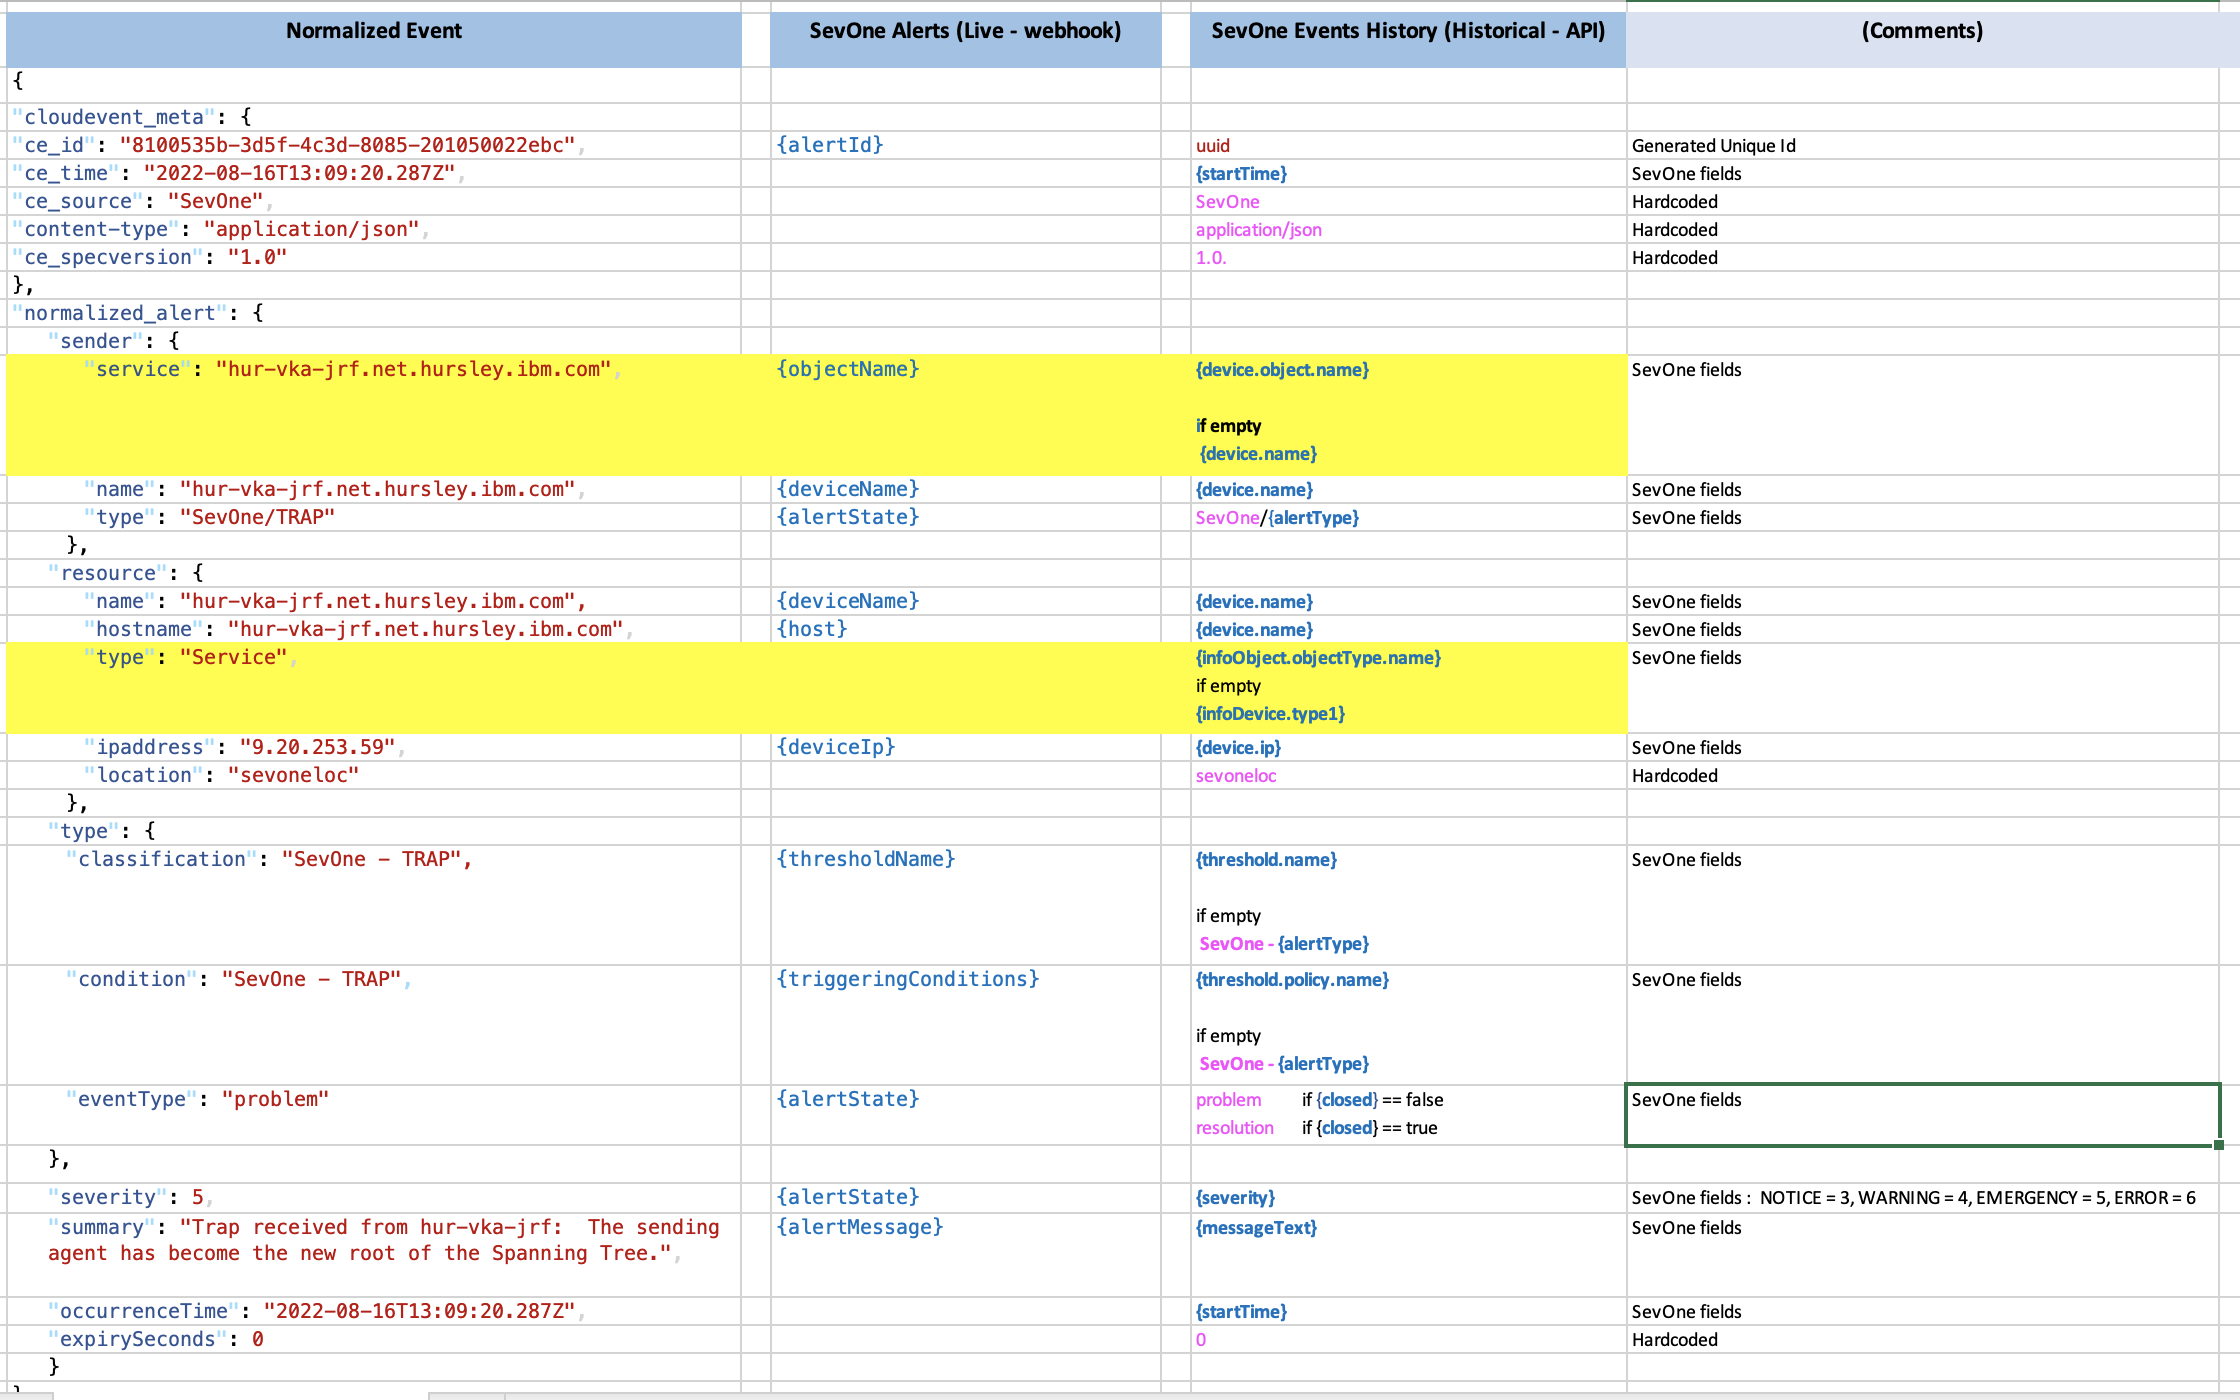 Normalized Event SevOne Alerts (Live - webhook) SevOne Events History (Historical - API) (Comments)
{
"cloudevent_meta": {
"ce_id": "8100535b-3d5f-4c3d-8085-201050022ebc", {alertId} uuid Generated Unique Id
"ce_time": "2022-08-16T13:09:20.287Z", {startTime} SevOne fields
"ce_source": "SevOne", SevOne Hardcoded
"content-type": "application/json", application/json Hardcoded
"ce_specversion": "1.0" 1.0. Hardcoded
},
"normalized_alert": {
"sender": {
"service": "hur-vka-jrf.net.hursley.ibm.com", {objectName} {device.object.name} SevOne fields
if empty
{device.name}
"name": "hur-vka-jrf.net.hursley.ibm.com", {deviceName} {device.name} SevOne fields
"type": "SevOne/TRAP" {alertState} SevOne/{alertType} SevOne fields
},
"resource": {
"name": "hur-vka-jrf.net.hursley.ibm.com", {deviceName} {device.name} SevOne fields
"hostname": "hur-vka-jrf.net.hursley.ibm.com", {host} {device.name} SevOne fields
"type": "Service", {infoObject.objectType.name} SevOne fields
if empty
{infoDevice.type1}
"ipaddress": "9.20.253.59", {deviceIp} {device.ip} SevOne fields
"location": "sevoneloc" sevoneloc Hardcoded
},
"type": {
"classification": "SevOne - TRAP", {thresholdName} {threshold.name} SevOne fields
if empty
SevOne - {alertType}
"condition": "SevOne - TRAP", {triggeringConditions} {threshold.policy.name} SevOne fields
if empty
SevOne - {alertType}
"eventType": "problem" {alertState} problem if {closed} == false SevOne fields
resolution if {closed} == true
},
"severity": 5, {alertState} {severity} SevOne fields : NOTICE = 3, WARNING = 4, EMERGENCY = 5, ERROR = 6
"summary": "Trap received from hur-vka-jrf:  The sending {alertMessage} {messageText} SevOne fields
agent has become the new root of the Spanning Tree.",
"occurrenceTime": "2022-08-16T13:09:20.287Z", {startTime} SevOne fields
"expirySeconds": 0 0 Hardcoded
}
}